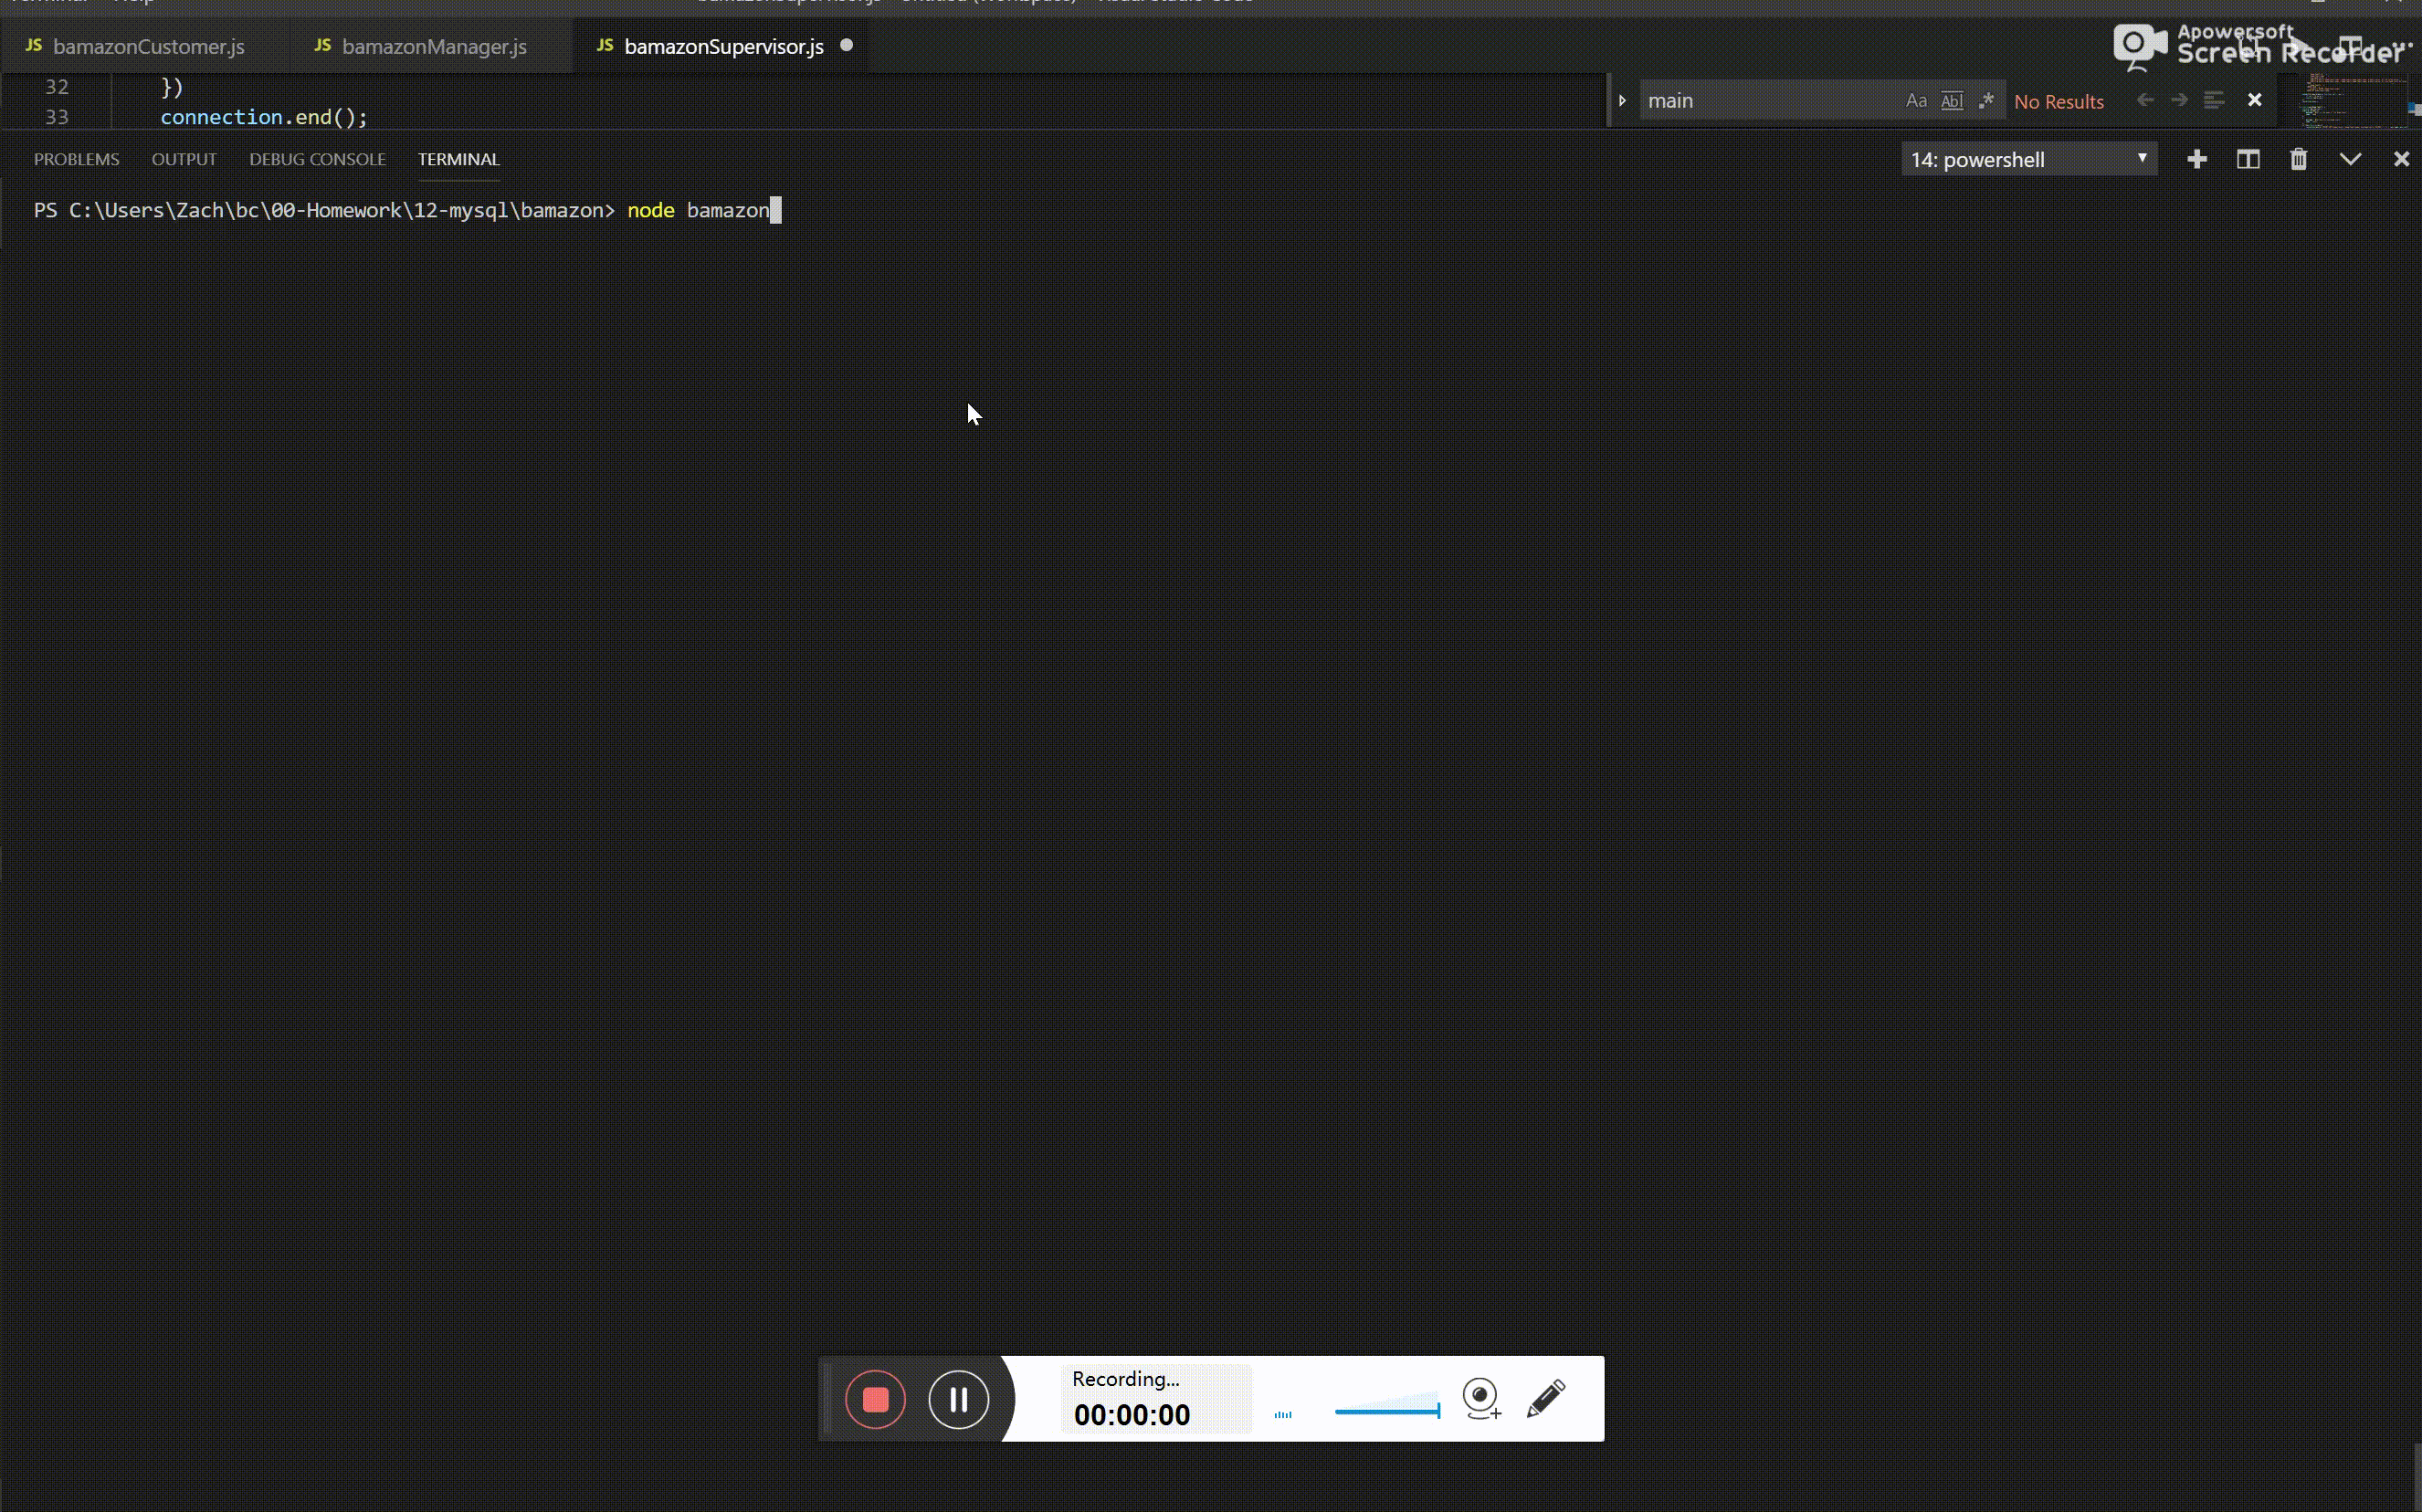 JS bamazonCustomer.js JS bamazonManager.js JS bamazonSupervisor.js
Apowersoft
Screen Recorder
32 })
33 connection.end();
main Aa Abl .* No Results
PROBLEMS OUTPUT DEBUG CONSOLE TERMINAL 14: powershell
PS C:\Users\Zach\bc\00-Homework\12-mysql\bamazon> node bamazon
Recording...
00:00:00